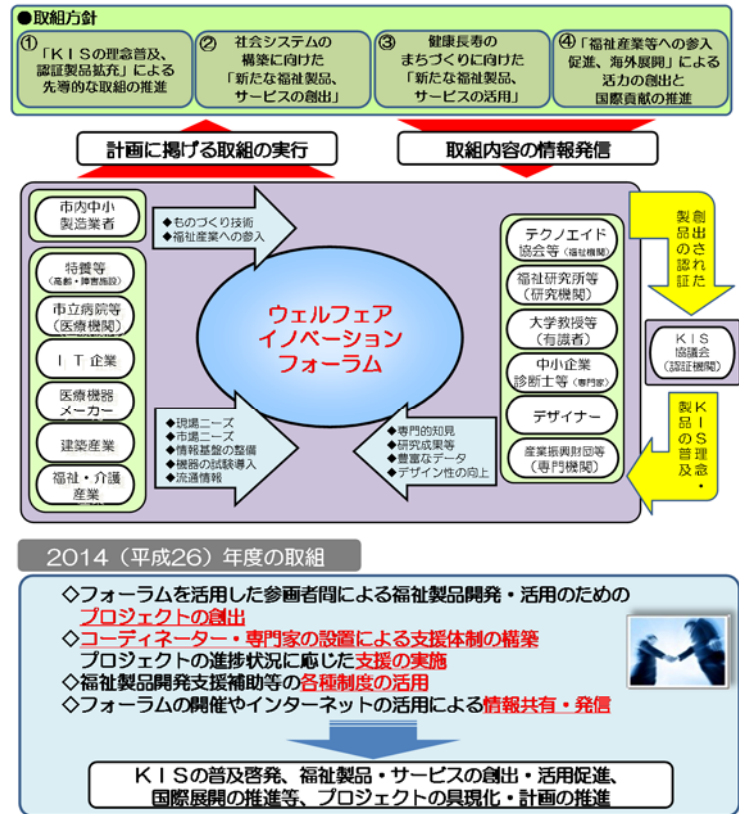 ●取組方針
①
「KISの理念普及、
認証製品拡充」による
先導的な取組の推進
②
社会システムの
構築に向けた
「新たな福祉製品、
サービスの創出」
③
健康長寿の
まちづくりに向けた
「新たな福祉製品、
サービスの活用」
④「福祉産業等への参入
促進、海外展開」による
活力の創出と
国際貢献の推進
計画に掲げる取組の実行
取組内容の情報発信
市内中小
製造業者
◆ものづくり技術
◆福祉産業への参入
特養等
(高齢・障害施設)
市立病院等
(医療機関)
IT企業
医療機器
メーカー
建築産業
福祉・介護
産業
ウェルフェア
イノベーション
フォーラム
◆現場ニーズ
◆市場ニーズ
◆情報基盤の整備
◆機器の試験導入
◆流通情報
◆専門的知見
◆研究成果等
◆豊富なデータ
◆デザイン性の向上
テクノエイド
協会等(福祉機関)
福祉研究所等
(研究機関)
大学教授等
(有識者)
中小企業
診断士等(専門家)
デザイナー
産業振興財団等
(専門機関)
創出された
製品の認証
KIS
協議会
(認証機関)
KIS理念・
製品の普及
2014(平成26)年度の取組
◇フォーラムを活用した参画者間による福祉製品開発・活用のための
プロジェクトの創出
◇コーディネーター・専門家の設置による支援体制の構築
プロジェクトの進捗状況に応じた支援の実施
◇福祉製品開発支援補助等の各種制度の活用
◇フォーラムの開催やインターネットの活用による情報共有・発信
KISの普及啓発、福祉製品・サービスの創出・活用促進、
国際展開の推進等、プロジェクトの具現化・計画の推進